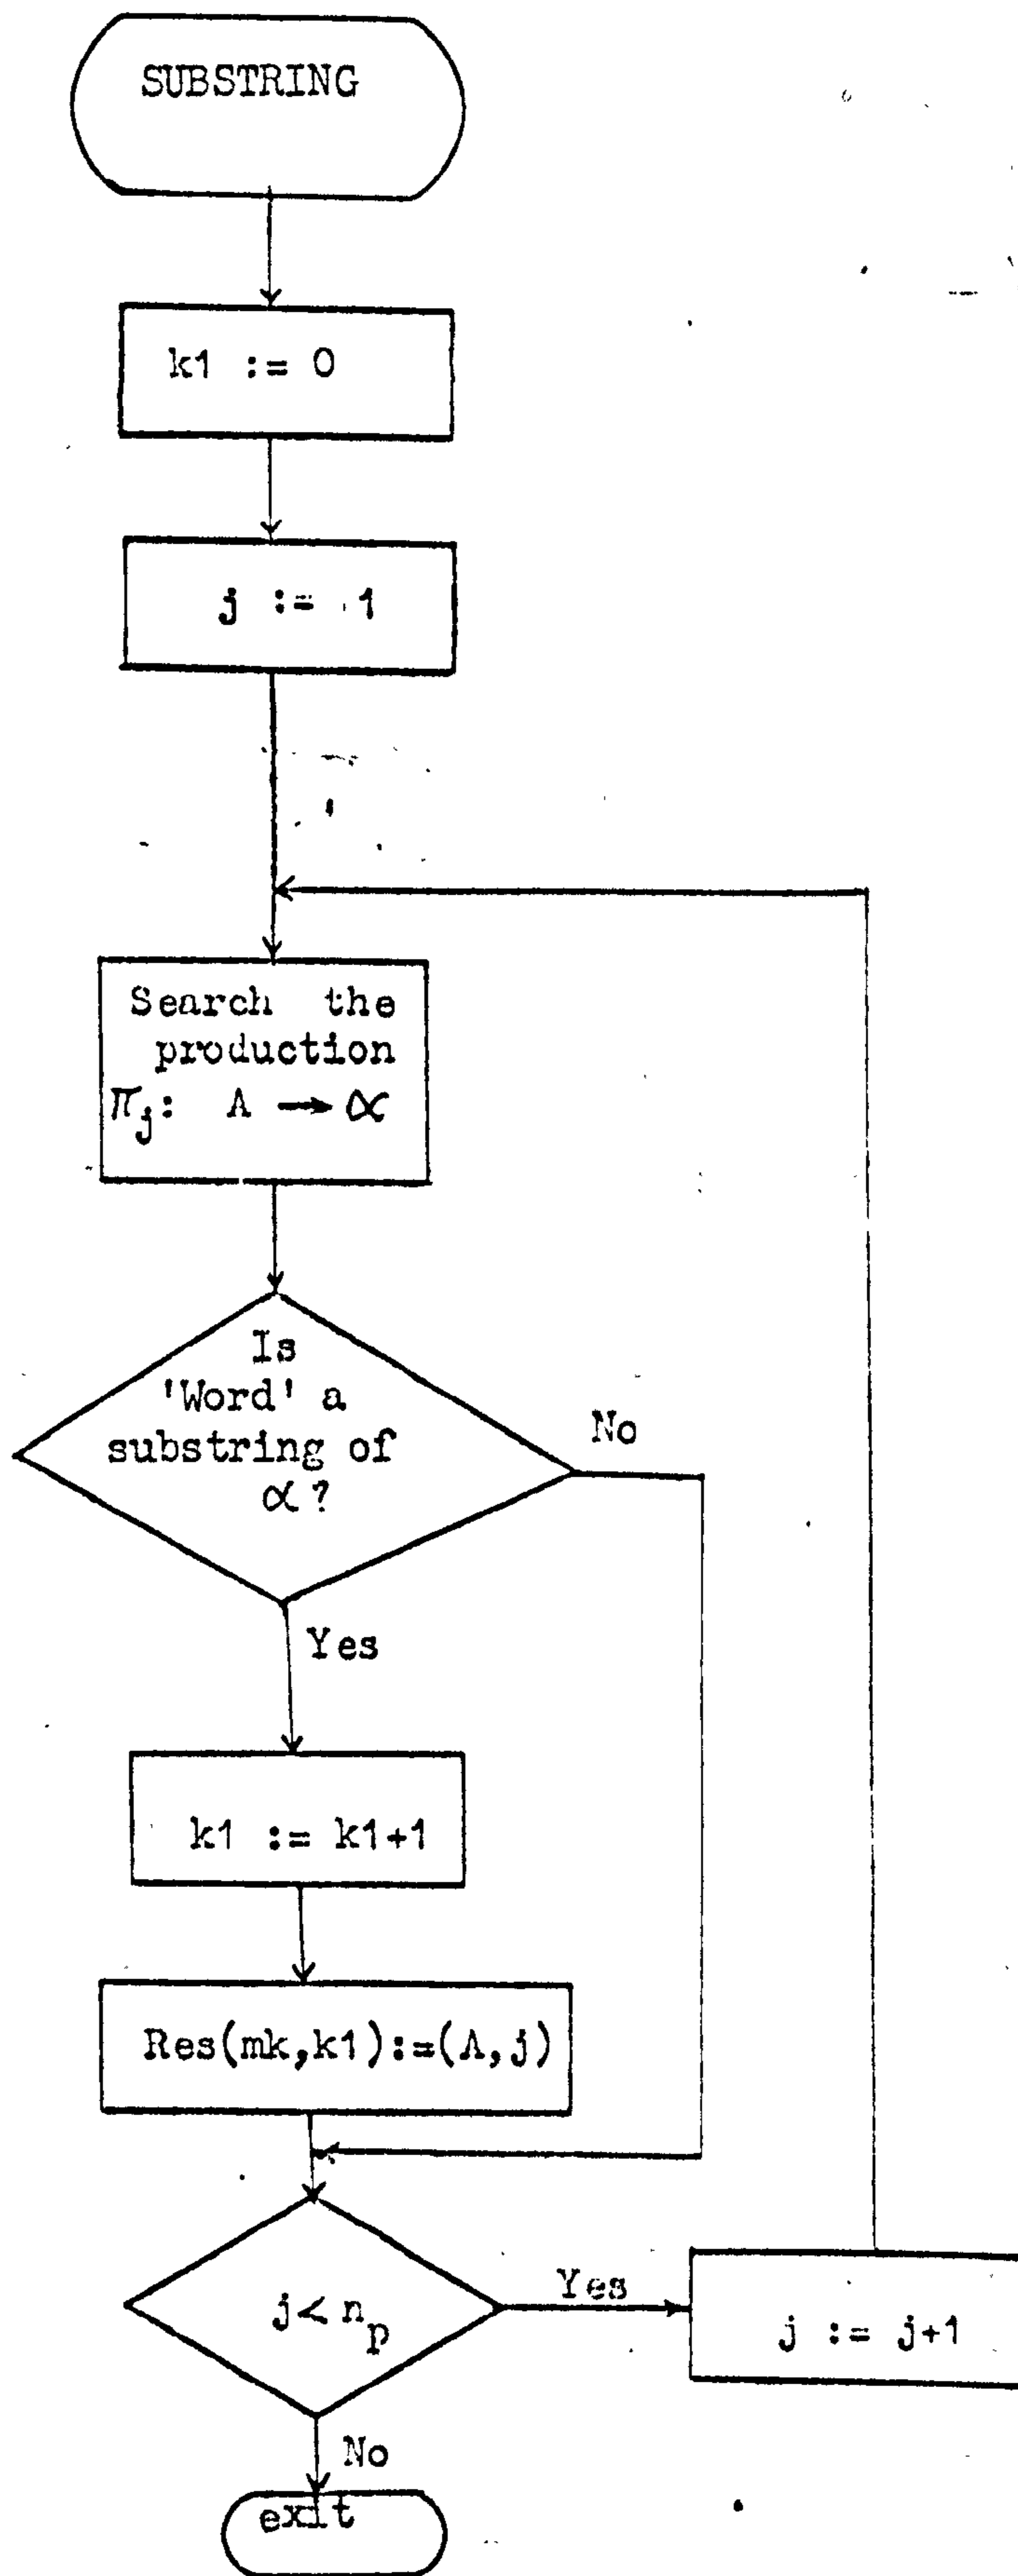 SUBSTRING
k1 := 0
j := 1
Search the
production
πj: A → α
Is
'Word' a
substring of
α?
No
Yes
k1 := k1+1
Res(mk,k1):=(A,j)
j< np
Yes
j := j+1
No
exit